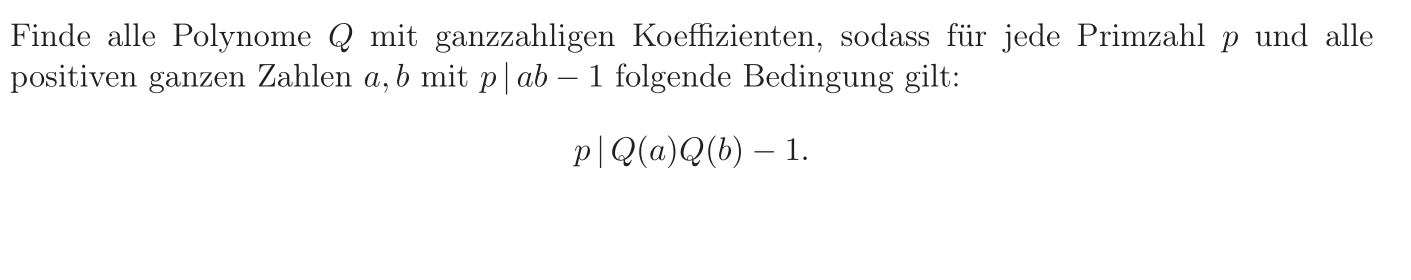 Finde alle Polynome Q mit ganzzahligen Koeffizienten, sodass für jede Primzahl p und alle
positiven ganzen Zahlen a, b mit p | ab − 1 folgende Bedingung gilt:
p | Q(a)Q(b) − 1.